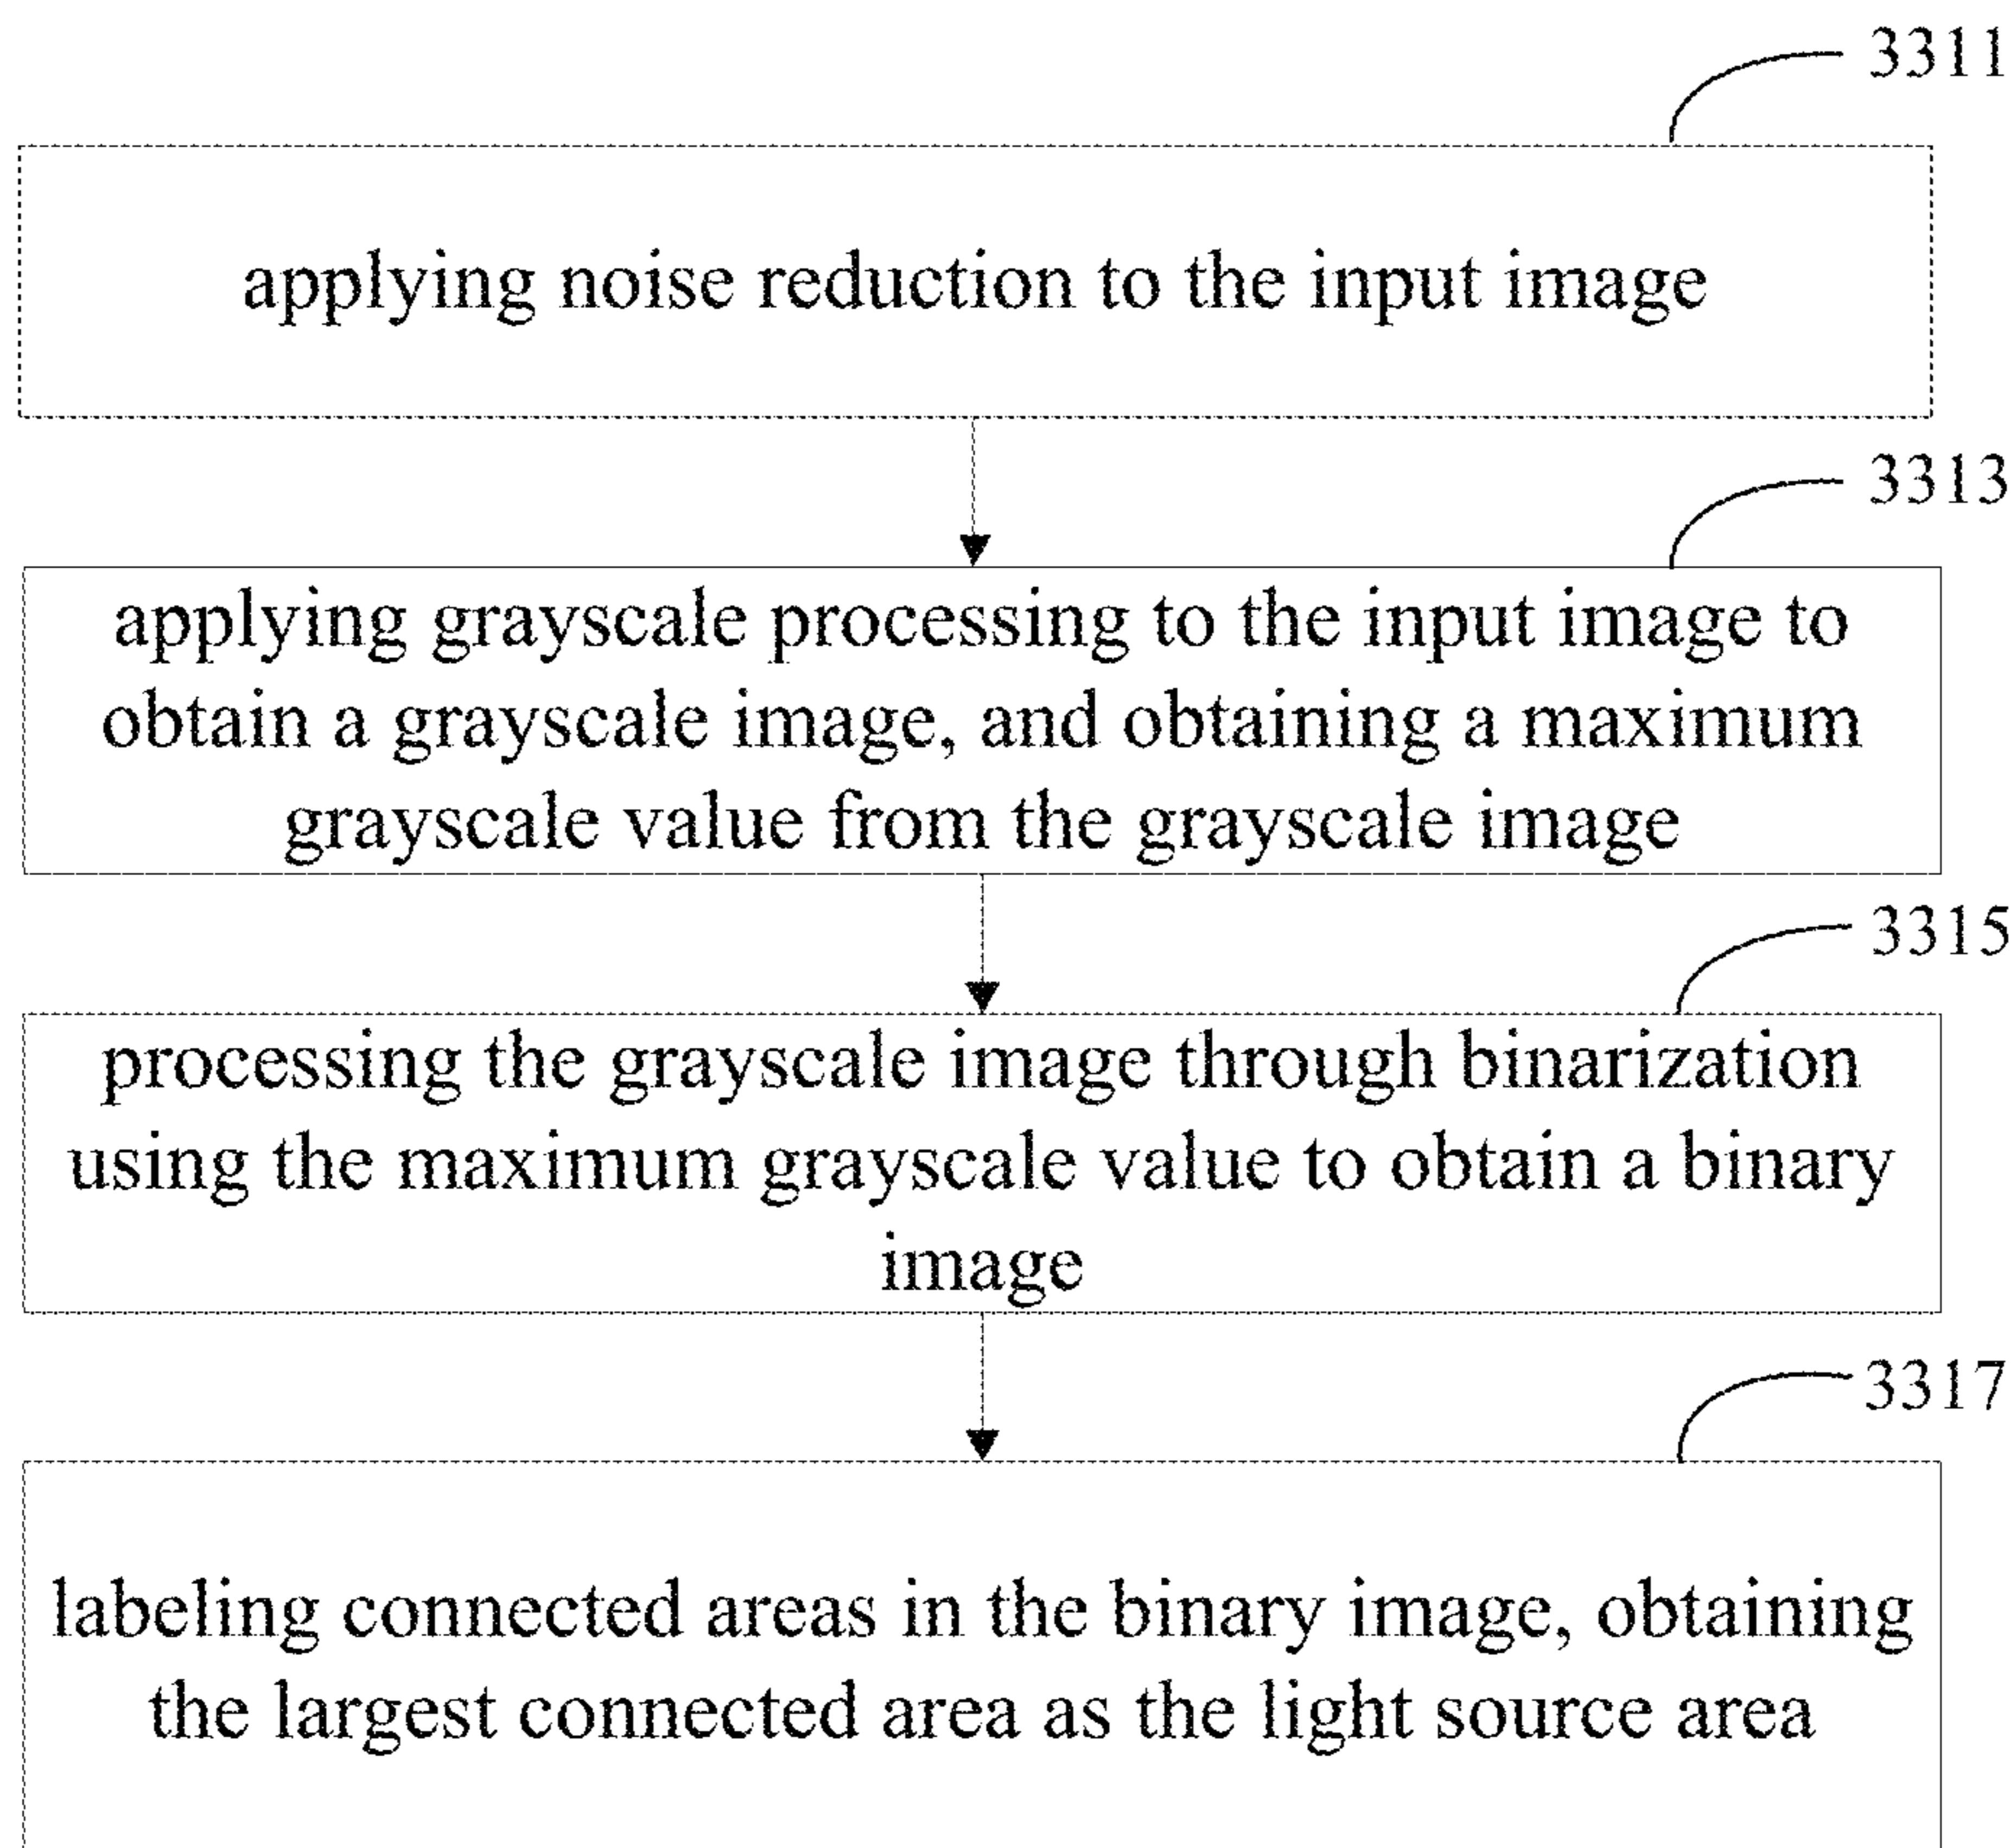 3311
applying noise reduction to the input image
3313
applying grayscale processing to the input image to
obtain a grayscale image, and obtaining a maximum
grayscale value from the grayscale image
3315
processing the grayscale image through binarization
using the maximum grayscale value to obtain a binary
image
3317
labeling connected areas in the binary image, obtaining
the largest connected area as the light source area